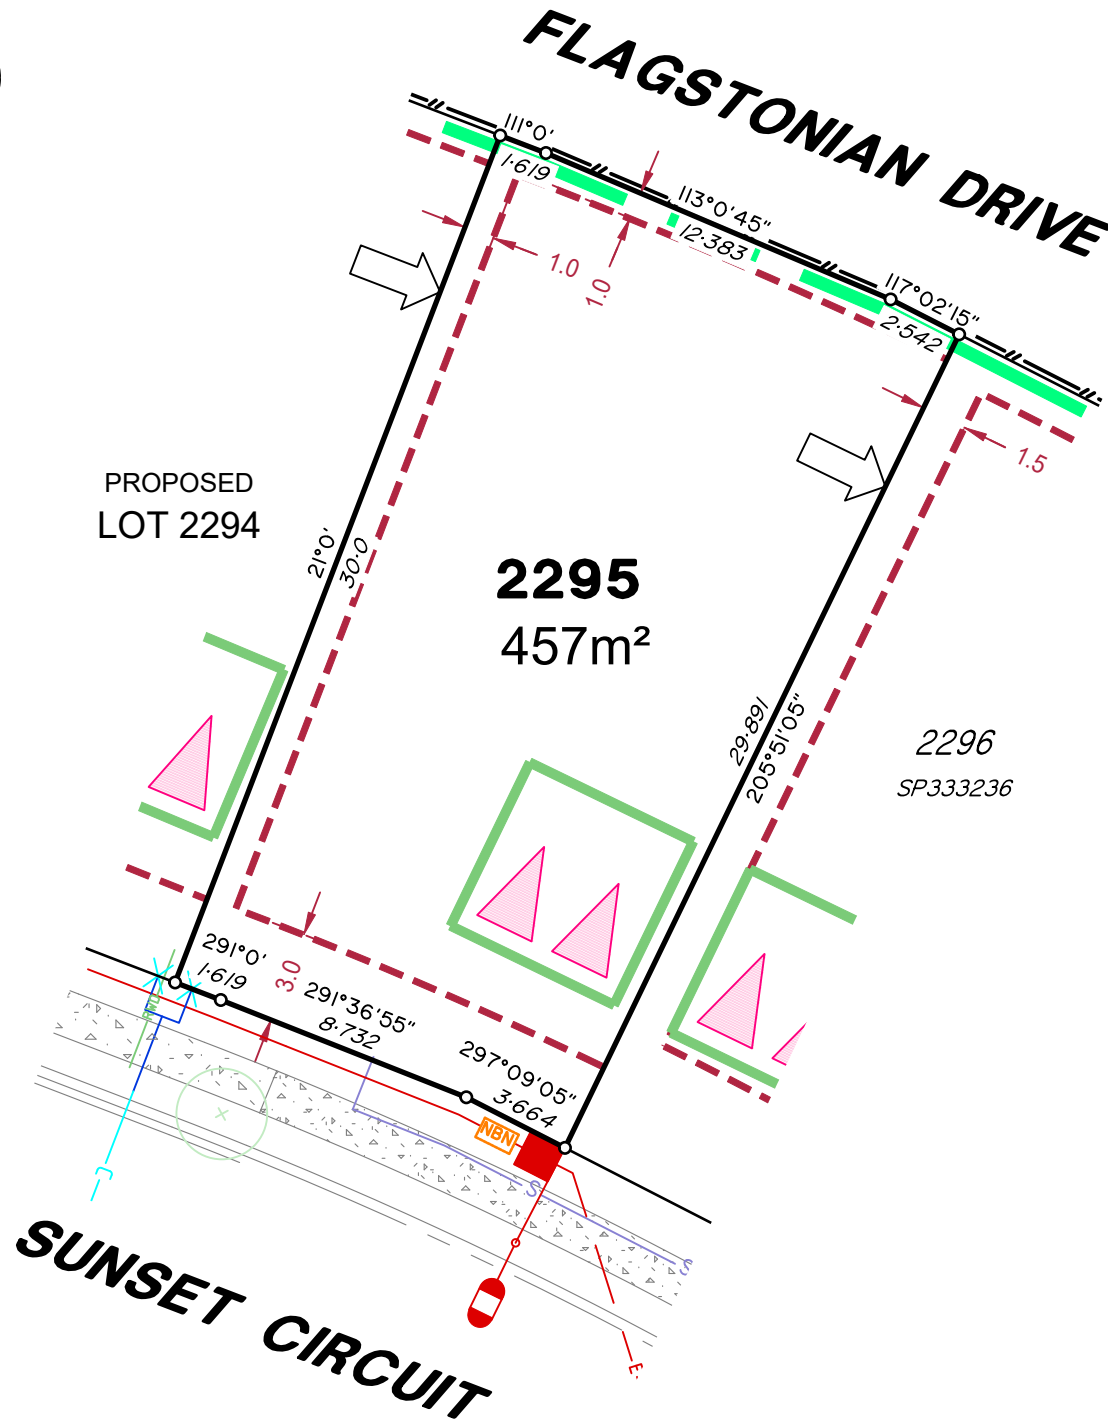 FLAGSTONIAN DRIVE
111°0'
1·619
113°0'45"
12·383
117°02'15"
2·542
1.0
1.0
1.5
PROPOSED
LOT 2294
21°0'
30·0
2295
457m²
29·891
205°51'05"
2296
SP333236
291°0'
1·619
3.0
291°36'55"
8·732
297°09'05"
3·664
RWD
NBN
S
S
E
SUNSET CIRCUIT